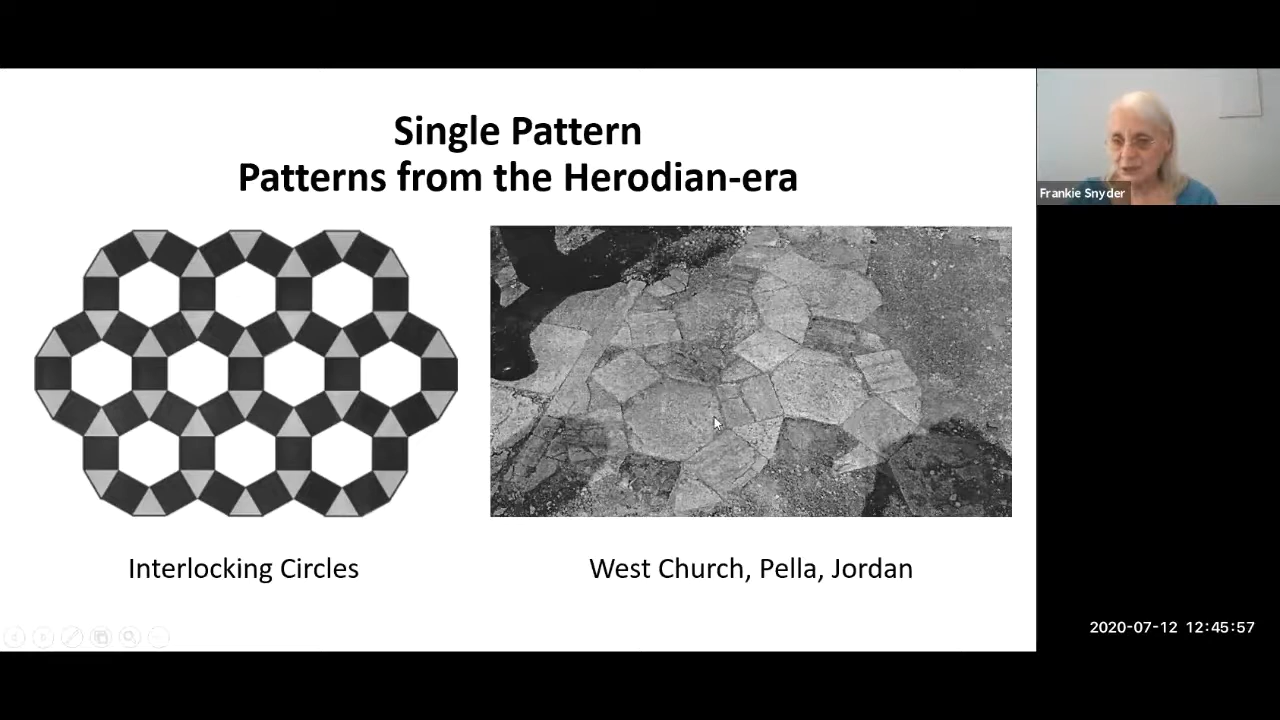 Single Pattern
Patterns from the Herodian-era
Frankie Snyder
Interlocking Circles
West Church, Pella, Jordan
2020-07-12 12:45:57